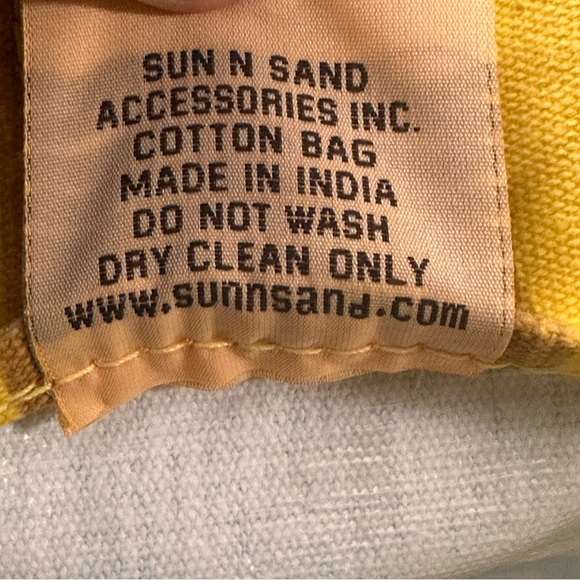 SUN N SAND
ACCESSORIES INC.
COTTON BAG
MADE IN INDIA
DO NOT WASH
DRY CLEAN ONLY
www.sunnsand.com